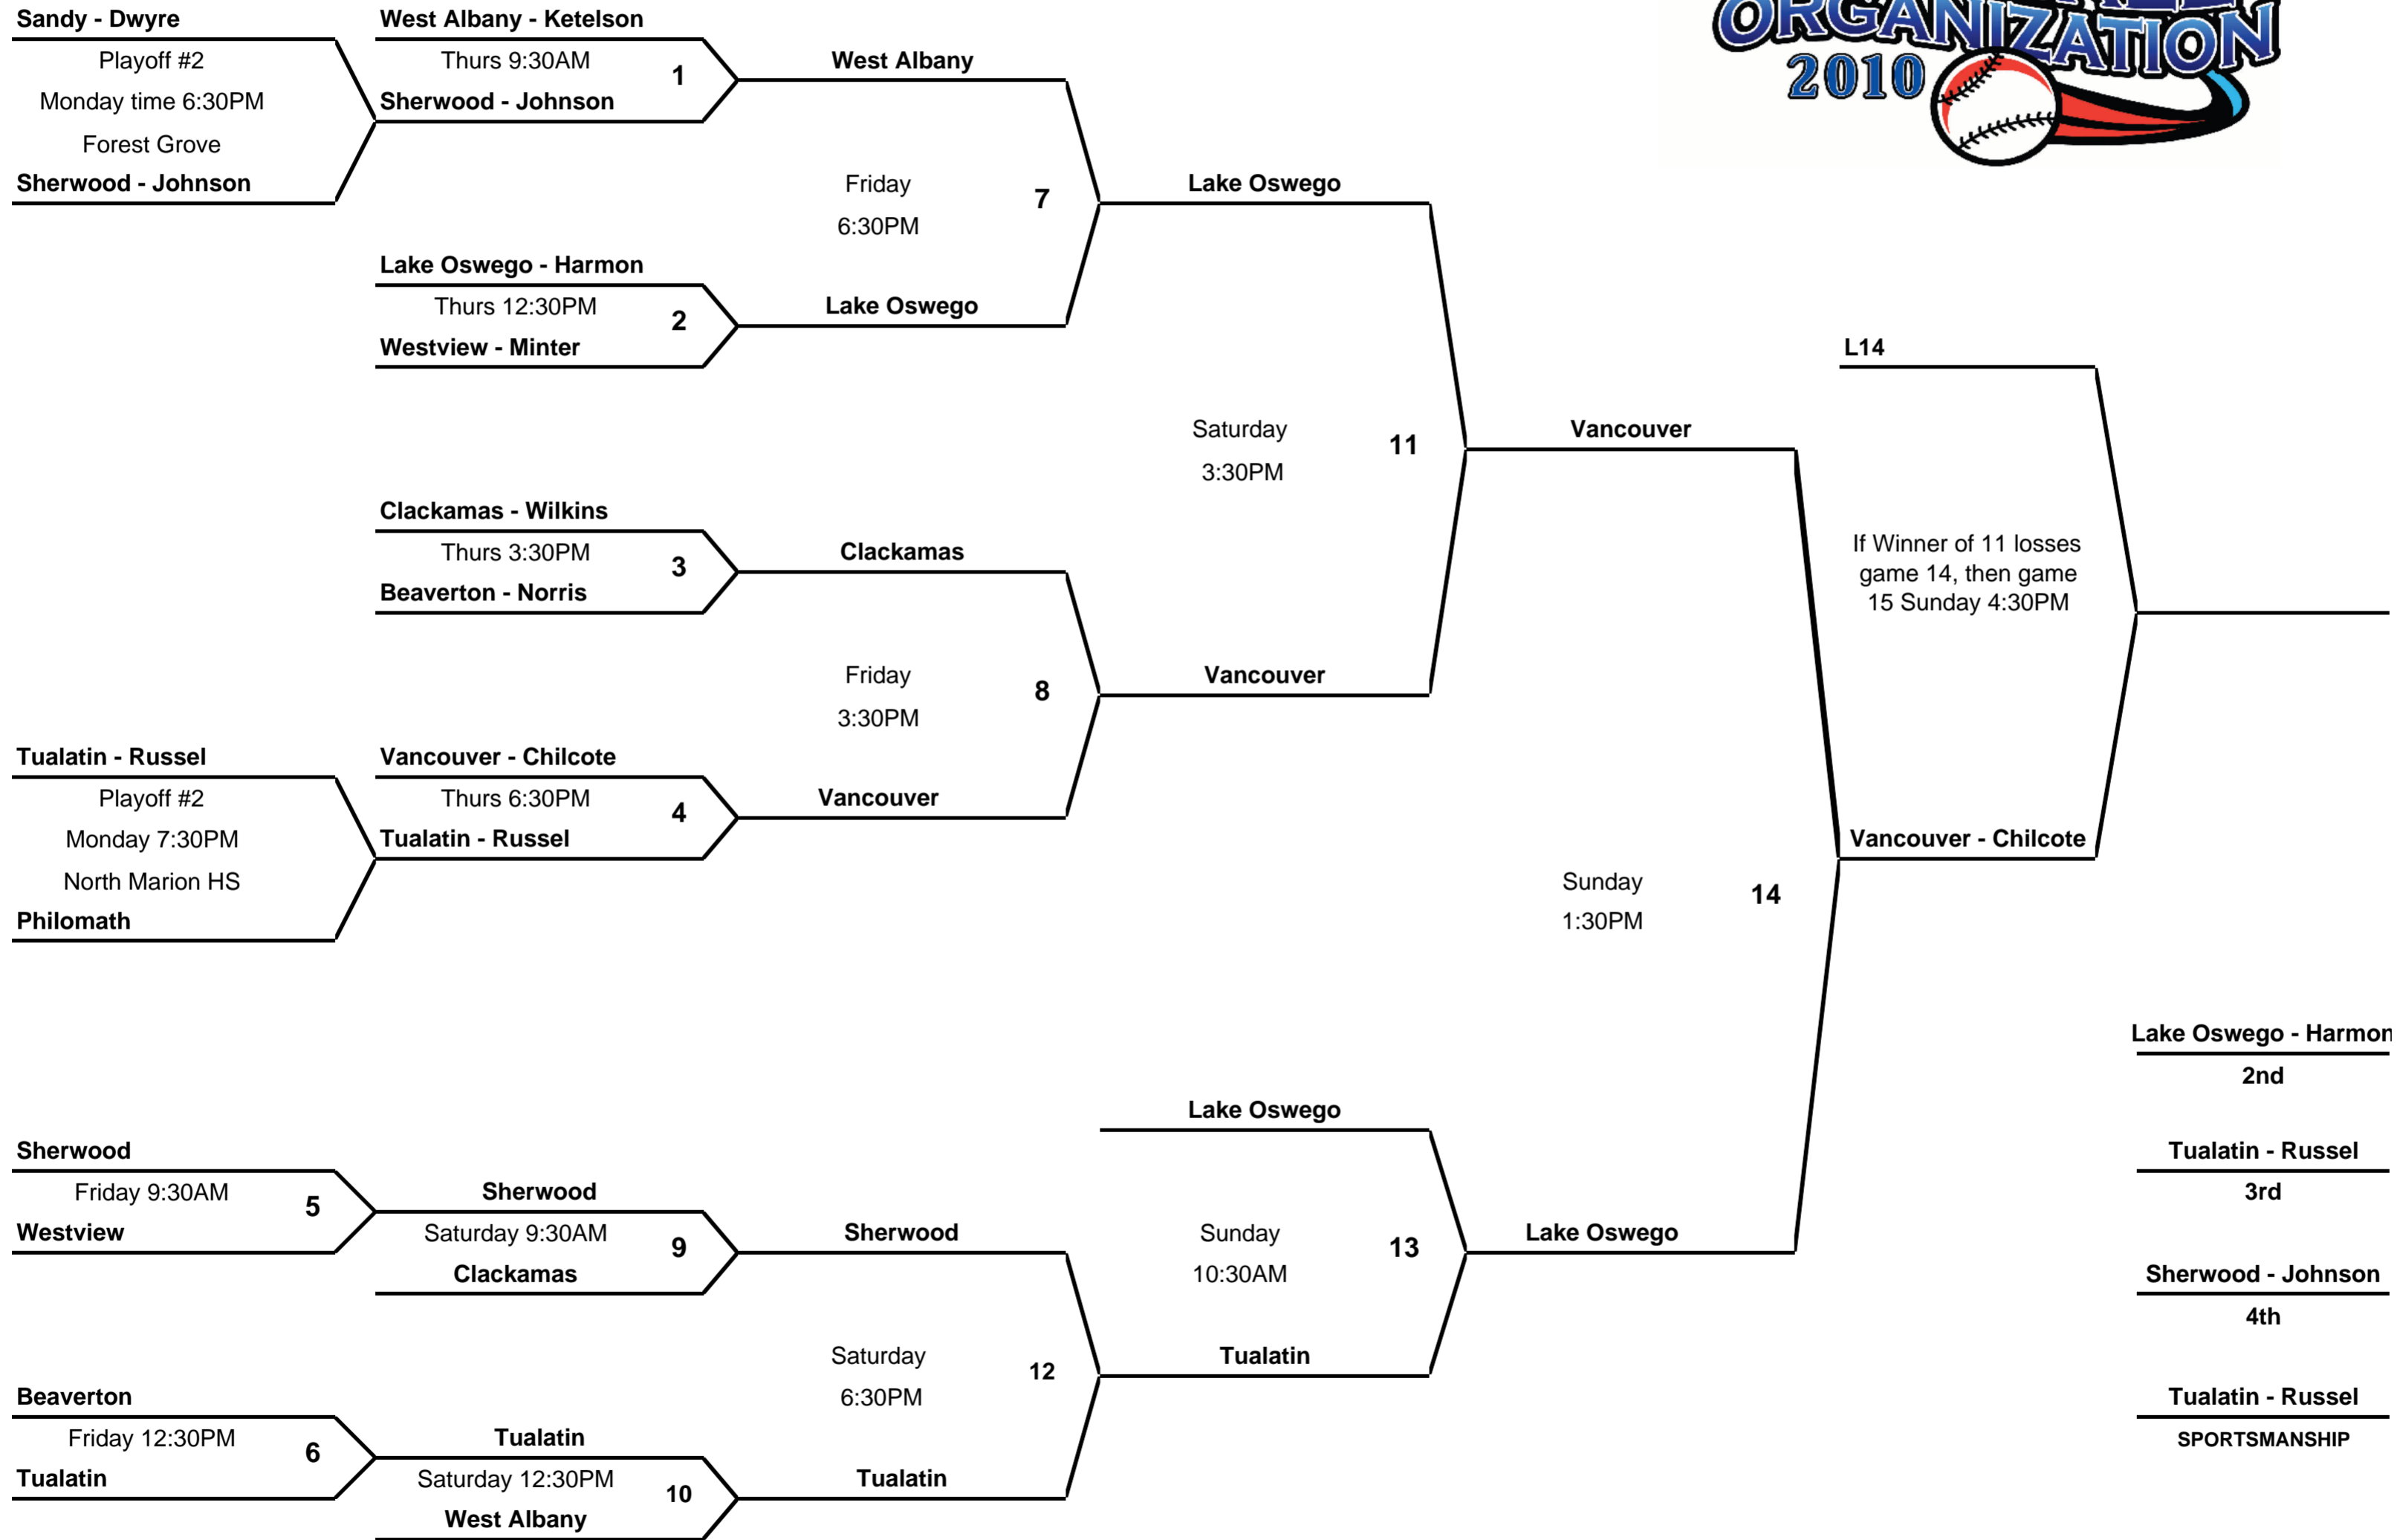 ORGANIZATION
2010
Sandy - Dwyre
Playoff #2
Monday time 6:30PM
Forest Grove
Sherwood - Johnson
West Albany - Ketelson
Thurs 9:30AM
1
Sherwood - Johnson
West Albany
Friday
6:30PM
7
Lake Oswego
Lake Oswego - Harmon
Thurs 12:30PM
2
Westview - Minter
Lake Oswego
Saturday
3:30PM
11
Vancouver
L14
If Winner of 11 losses
game 14, then game
15 Sunday 4:30PM
Clackamas - Wilkins
Thurs 3:30PM
3
Beaverton - Norris
Clackamas
Friday
3:30PM
8
Vancouver
Tualatin - Russel
Playoff #2
Monday 7:30PM
North Marion HS
Philomath
Vancouver - Chilcote
Thurs 6:30PM
4
Tualatin - Russel
Vancouver
Sunday
1:30PM
14
Vancouver - Chilcote
Sherwood
Friday 9:30AM
5
Westview
Sherwood
Saturday 9:30AM
9
Clackamas
Sherwood
Saturday
6:30PM
12
Lake Oswego
Sunday
10:30AM
13
Tualatin
Lake Oswego
Beaverton
Friday 12:30PM
6
Tualatin
Tualatin
Saturday 12:30PM
10
West Albany
Tualatin
Lake Oswego - Harmon
2nd
Tualatin - Russel
3rd
Sherwood - Johnson
4th
Tualatin - Russel
SPORTSMANSHIP